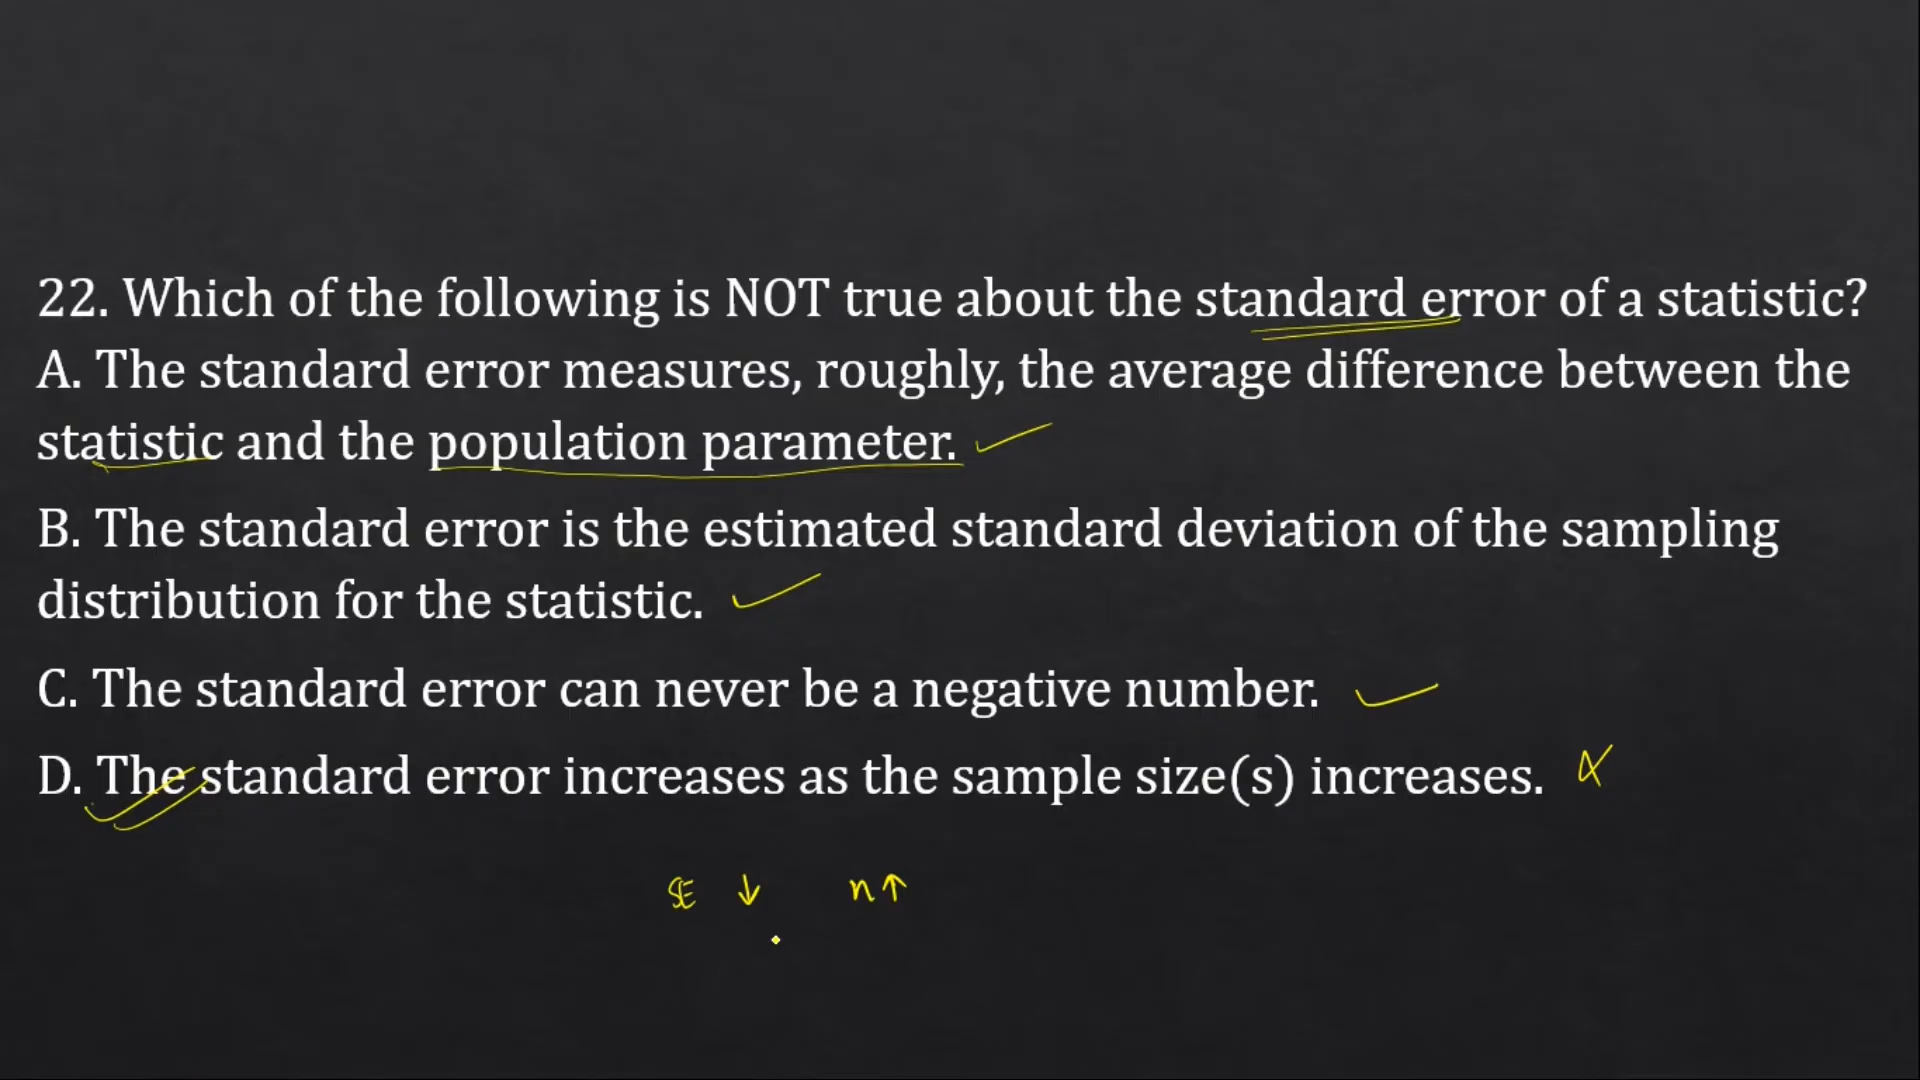 22. Which of the following is NOT true about the standard error of a statistic?
A. The standard error measures, roughly, the average difference between the
statistic and the population parameter.
B. The standard error is the estimated standard deviation of the sampling
distribution for the statistic.
C. The standard error can never be a negative number.
D. The standard error increases as the sample size(s) increases.
SE ↓ n↑